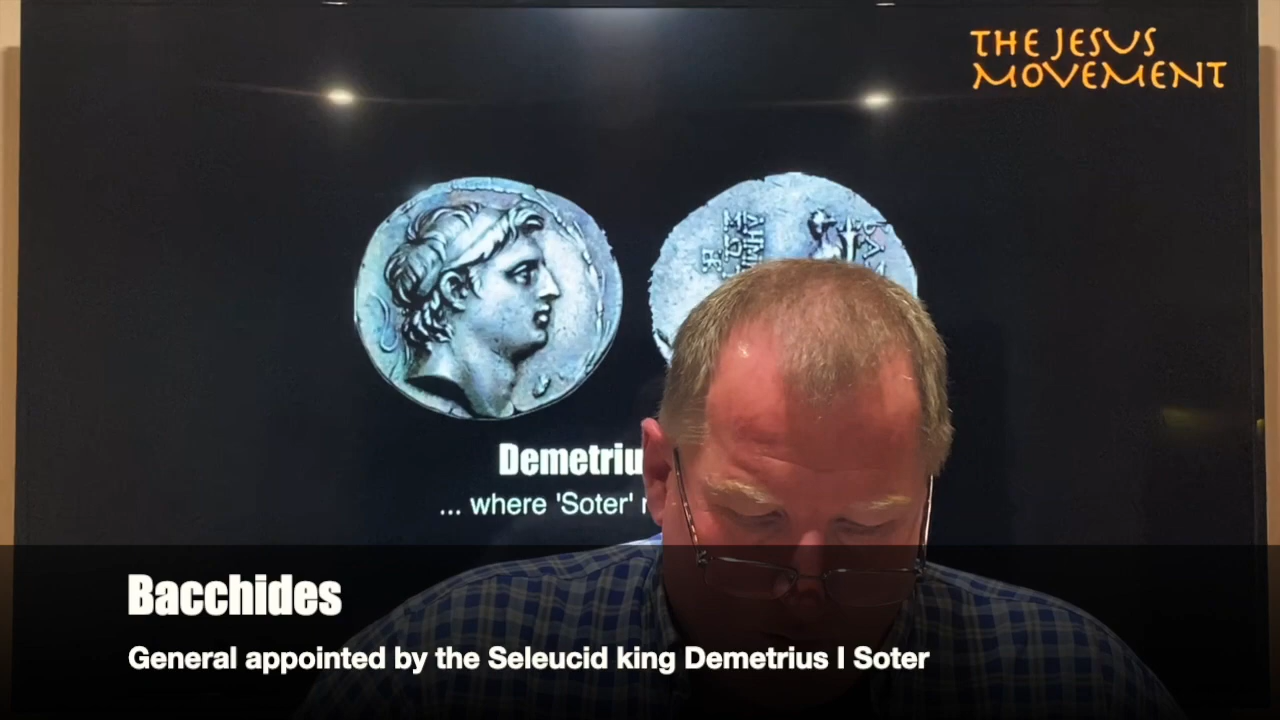 THE JESUS
MOVEMENT
Demetriu
... where 'Soter'
Bacchides
General appointed by the Seleucid king Demetrius I Soter